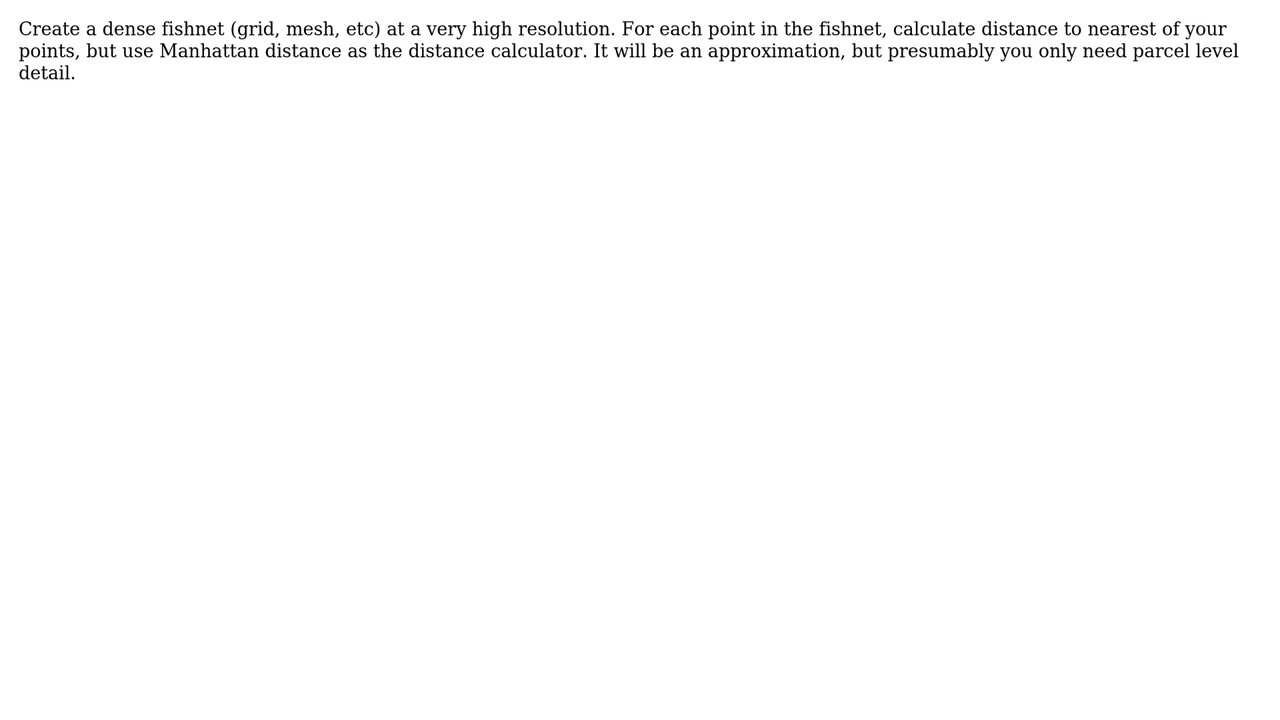 Create a dense fishnet (grid, mesh, etc) at a very high resolution. For each point in the fishnet, calculate distance to nearest of your
points, but use Manhattan distance as the distance calculator. It will be an approximation, but presumably you only need parcel level
detail.